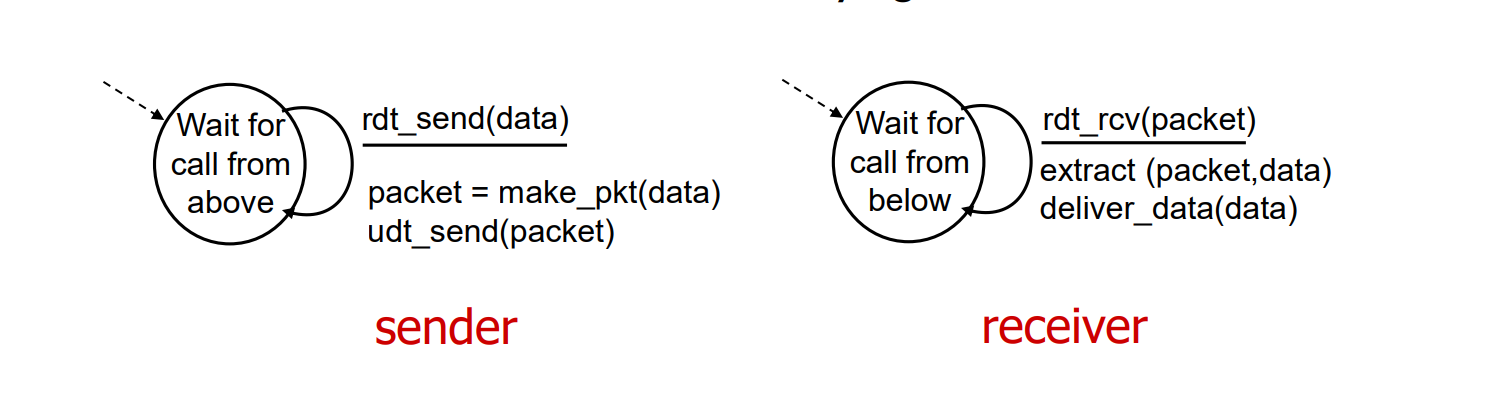 Wait for
call from
above
rdt_send(data)
packet = make_pkt(data)
udt_send(packet)
sender
Wait for
call from
below
rdt_rcv(packet)
extract (packet,data)
deliver_data(data)
receiver